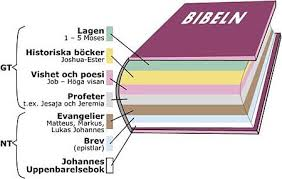 BIBELN
Lagen
1 – 5 Moses
Historiska böcker
Joshua-Ester
GT
Vishet och poesi
Job – Höga visan
Profeter
t.ex. Jesaja och Jeremia
Evangelier
Matteus, Markus,
Lukas Johannes
NT
Brev
(epistlar)
Johannes
Uppenbarelsebok